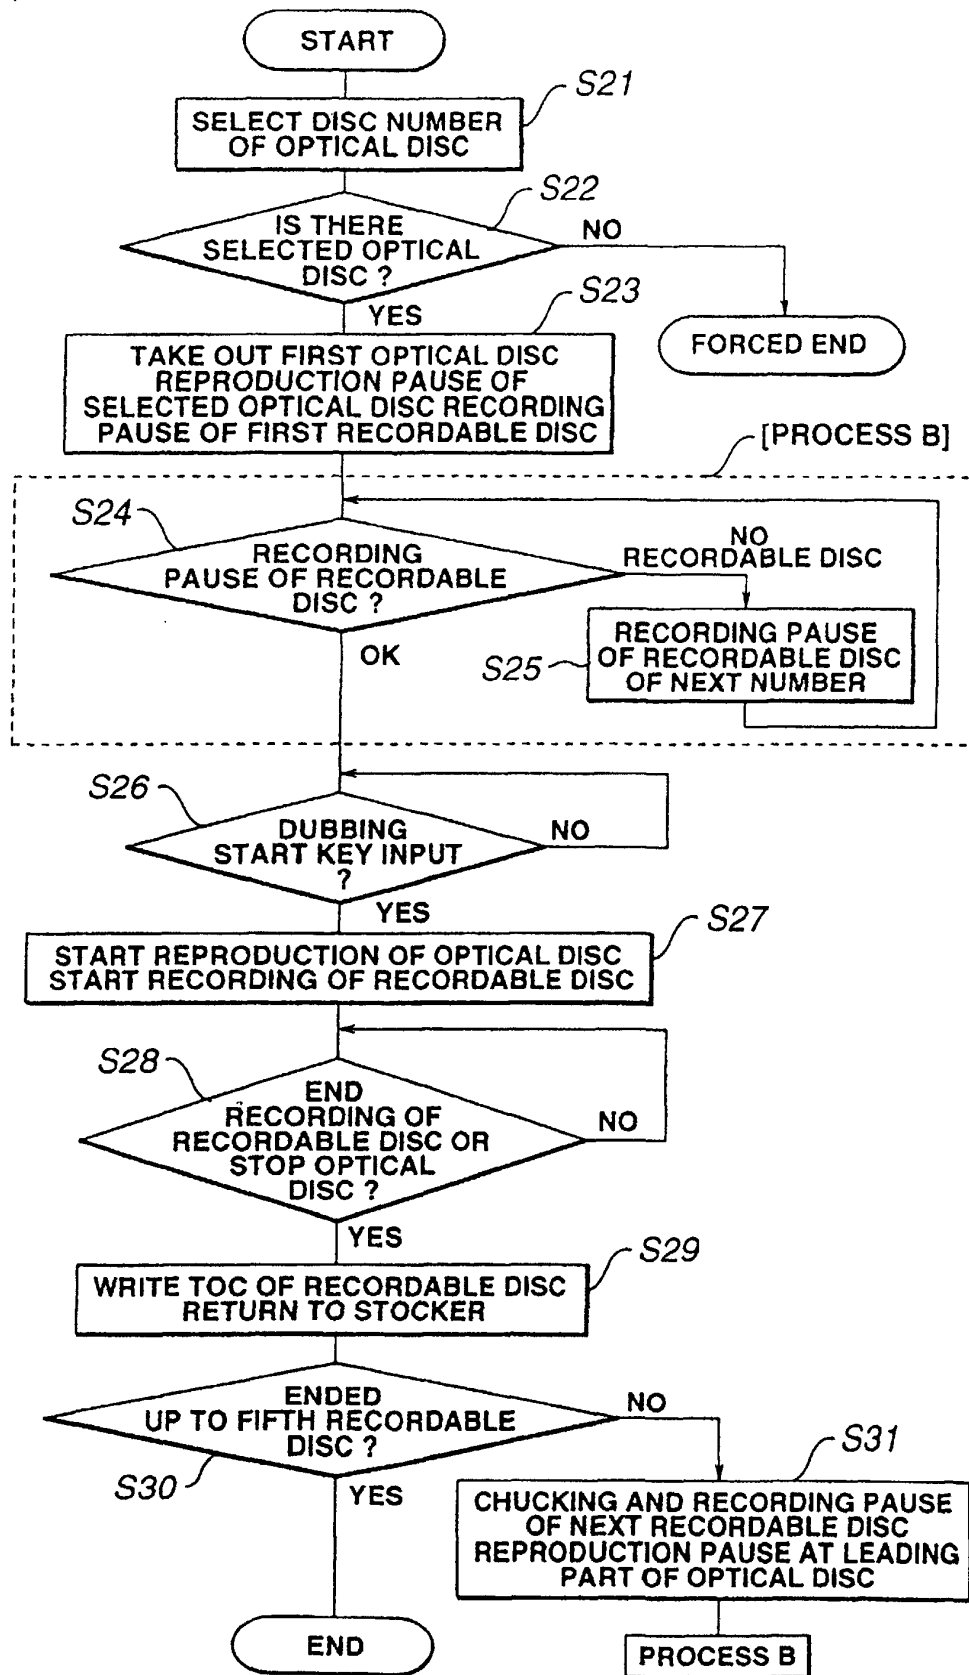 START
S21
SELECT DISC NUMBER
OF OPTICAL DISC
S22
IS THERE
SELECTED OPTICAL
DISC ?
NO
YES
FORCED END
S23
TAKE OUT FIRST OPTICAL DISC
REPRODUCTION PAUSE OF
SELECTED OPTICAL DISC RECORDING
PAUSE OF FIRST RECORDABLE DISC
[PROCESS B]
S24
RECORDING
PAUSE OF RECORDABLE
DISC ?
NO
RECORDABLE DISC
OK
S25
RECORDING PAUSE
OF RECORDABLE DISC
OF NEXT NUMBER
S26
DUBBING
START KEY INPUT
?
NO
YES
S27
START REPRODUCTION OF OPTICAL DISC
START RECORDING OF RECORDABLE DISC
S28
END
RECORDING OF
RECORDABLE DISC OR
STOP OPTICAL
DISC ?
NO
YES
S29
WRITE TOC OF RECORDABLE DISC
RETURN TO STOCKER
ENDED
UP TO FIFTH RECORDABLE
DISC ?
NO
S30
YES
S31
CHUCKING AND RECORDING PAUSE
OF NEXT RECORDABLE DISC
REPRODUCTION PAUSE AT LEADING
PART OF OPTICAL DISC
END
PROCESS B